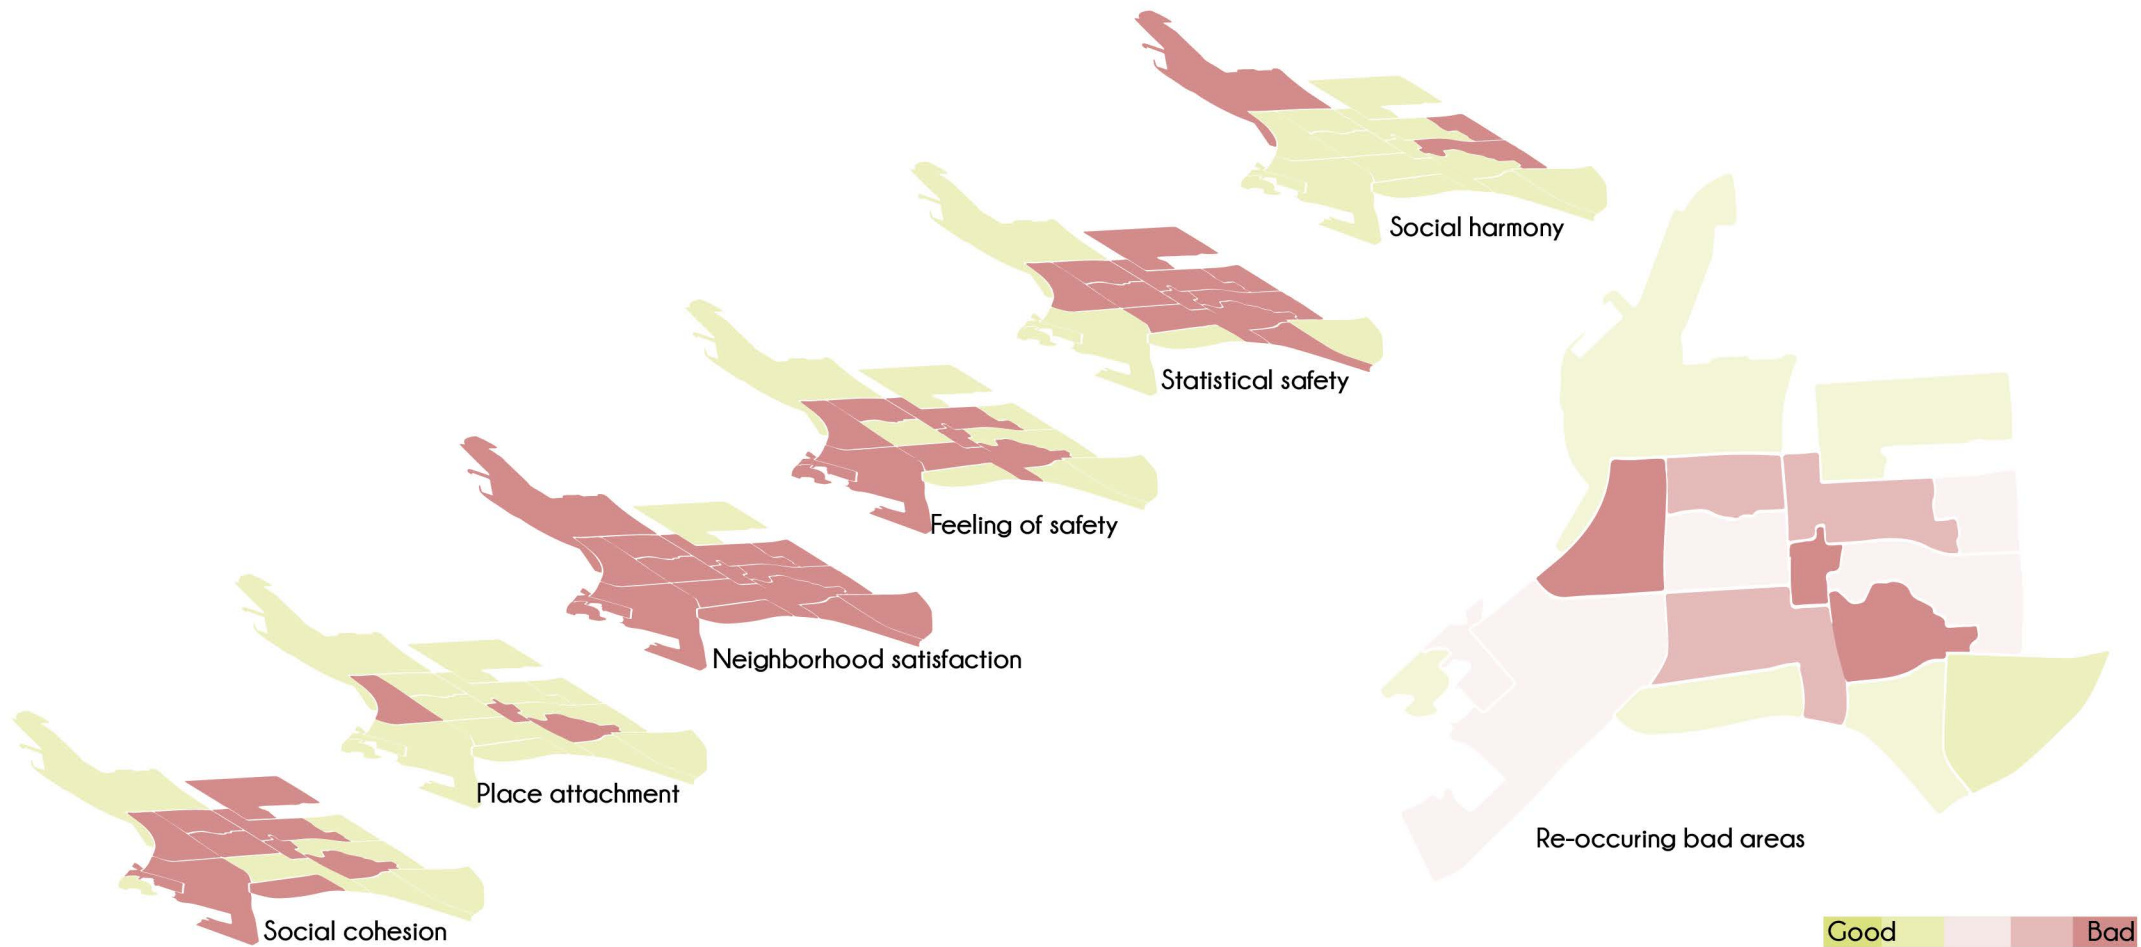 Social harmony
Statistical safety
Feeling of safety
Neighborhood satisfaction
Place attachment
Re-occuring bad areas
Social cohesion
Good
Bad